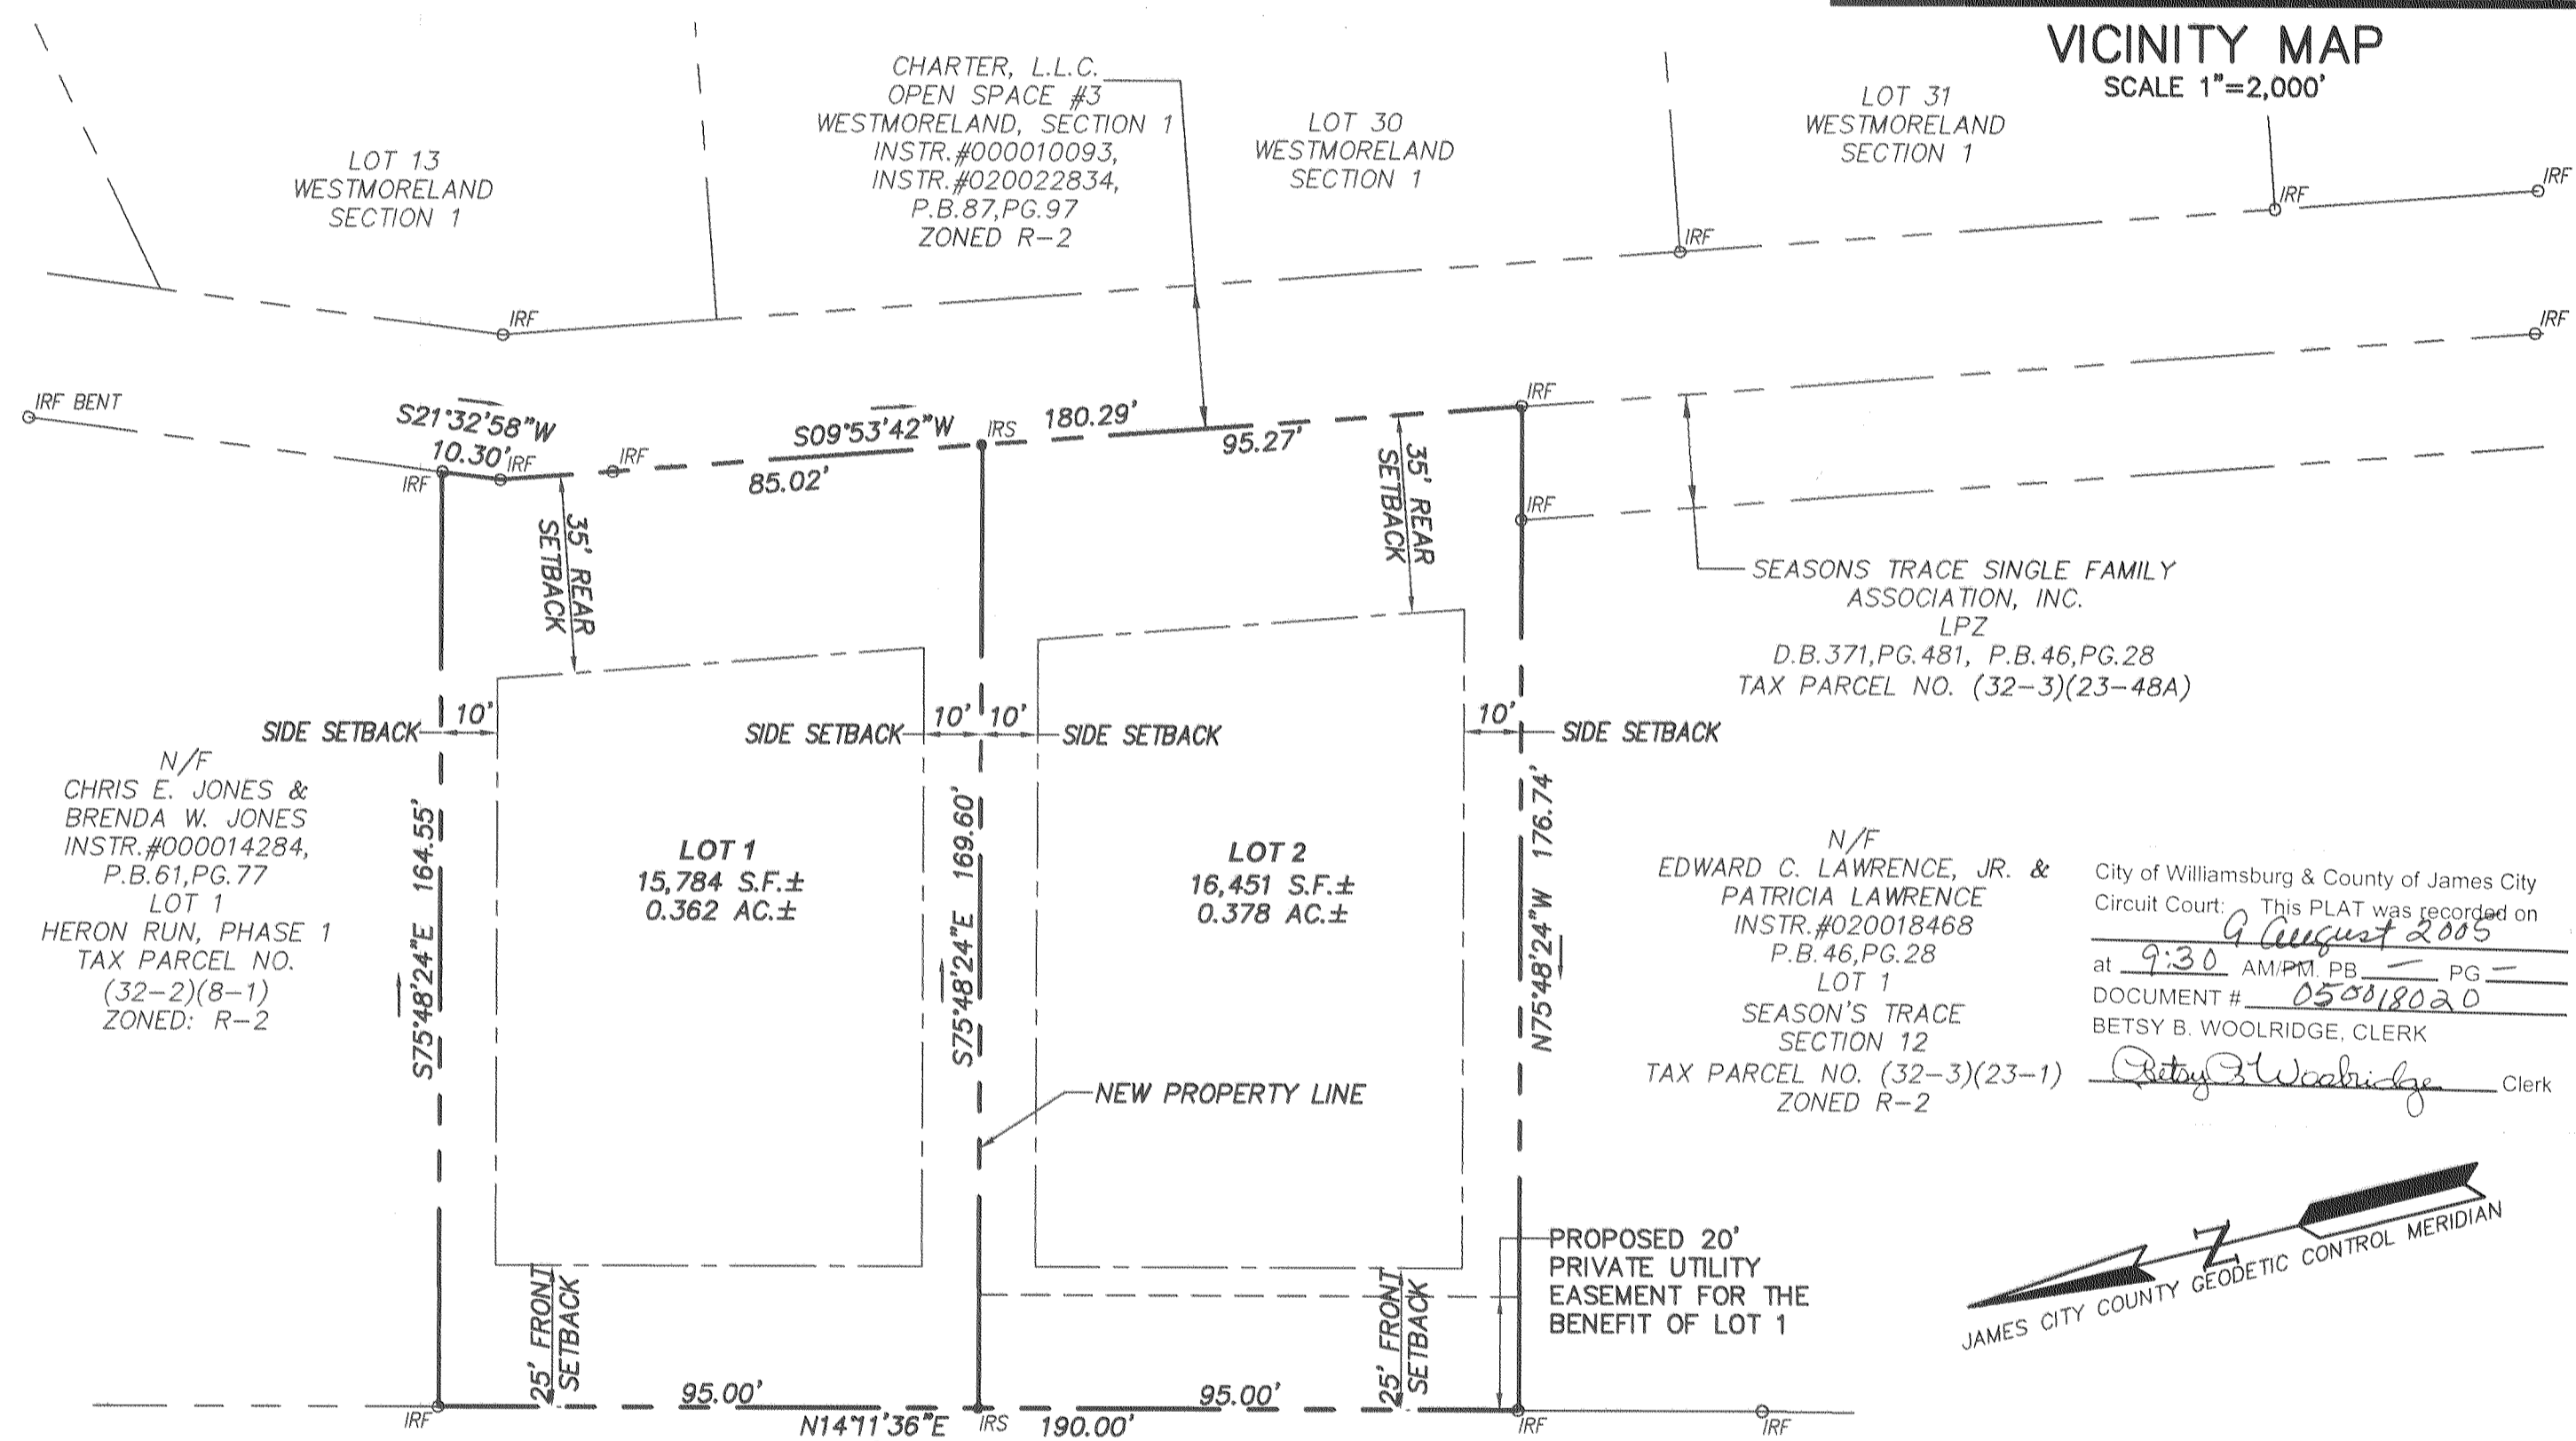 VICINITY MAP
SCALE 1"=2,000'
CHARTER, L.L.C.
OPEN SPACE #3
WESTMORELAND, SECTION 1
INSTR.#000010093,
INSTR.#020022834,
P.B.87,PG.97
ZONED R-2
LOT 13
WESTMORELAND
SECTION 1
LOT 30
WESTMORELAND
SECTION 1
LOT 31
WESTMORELAND
SECTION 1
IRF
IRF
IRF
IRF
IRF
IRF BENT
S21°32'58"W
10.30'
IRF
IRF
IRF
S09°53'42"W
85.02'
IRS
180.29'
95.27'
IRF
IRF
35' REAR
SETBACK
35' REAR
SETBACK
SEASONS TRACE SINGLE FAMILY
ASSOCIATION, INC.
LPZ
D.B.371,PG.481, P.B.46,PG.28
TAX PARCEL NO. (32-3)(23-48A)
SIDE SETBACK
10'
SIDE SETBACK
10'
10'
SIDE SETBACK
10'
SIDE SETBACK
N/F
CHRIS E. JONES &
BRENDA W. JONES
INSTR.#000014284,
P.B.61,PG.77
LOT 1
HERON RUN, PHASE 1
TAX PARCEL NO.
(32-2)(8-1)
ZONED: R-2
S75°48'24"E 164.55'
LOT 1
15,784 S.F.±
0.362 AC.±
S75°48'24"E 169.60'
LOT 2
16,451 S.F.±
0.378 AC.±
N75°48'24"W 176.74'
N/F
EDWARD C. LAWRENCE, JR. &
PATRICIA LAWRENCE
INSTR.#020018468
P.B.46,PG.28
LOT 1
SEASON'S TRACE
SECTION 12
TAX PARCEL NO. (32-3)(23-1)
ZONED R-2
City of Williamsburg & County of James City
Circuit Court: This PLAT was recorded on
9 August 2005
at 9:30 AM/PM. PB — PG —
DOCUMENT # 050018020
BETSY B. WOOLRIDGE, CLERK
Betsy B Woolridge Clerk
NEW PROPERTY LINE
PROPOSED 20'
PRIVATE UTILITY
EASEMENT FOR THE
BENEFIT OF LOT 1
N
JAMES CITY COUNTY GEODETIC CONTROL MERIDIAN
25' FRONT
SETBACK
25' FRONT
SETBACK
95.00'
95.00'
IRF
N14°11'36"E
IRS
190.00'
IRF
IRF